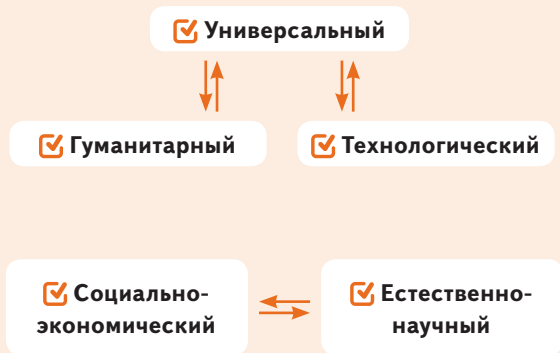 Универсальный
Гуманитарный
Технологический
Социально-
экономический
Естественно-
научный